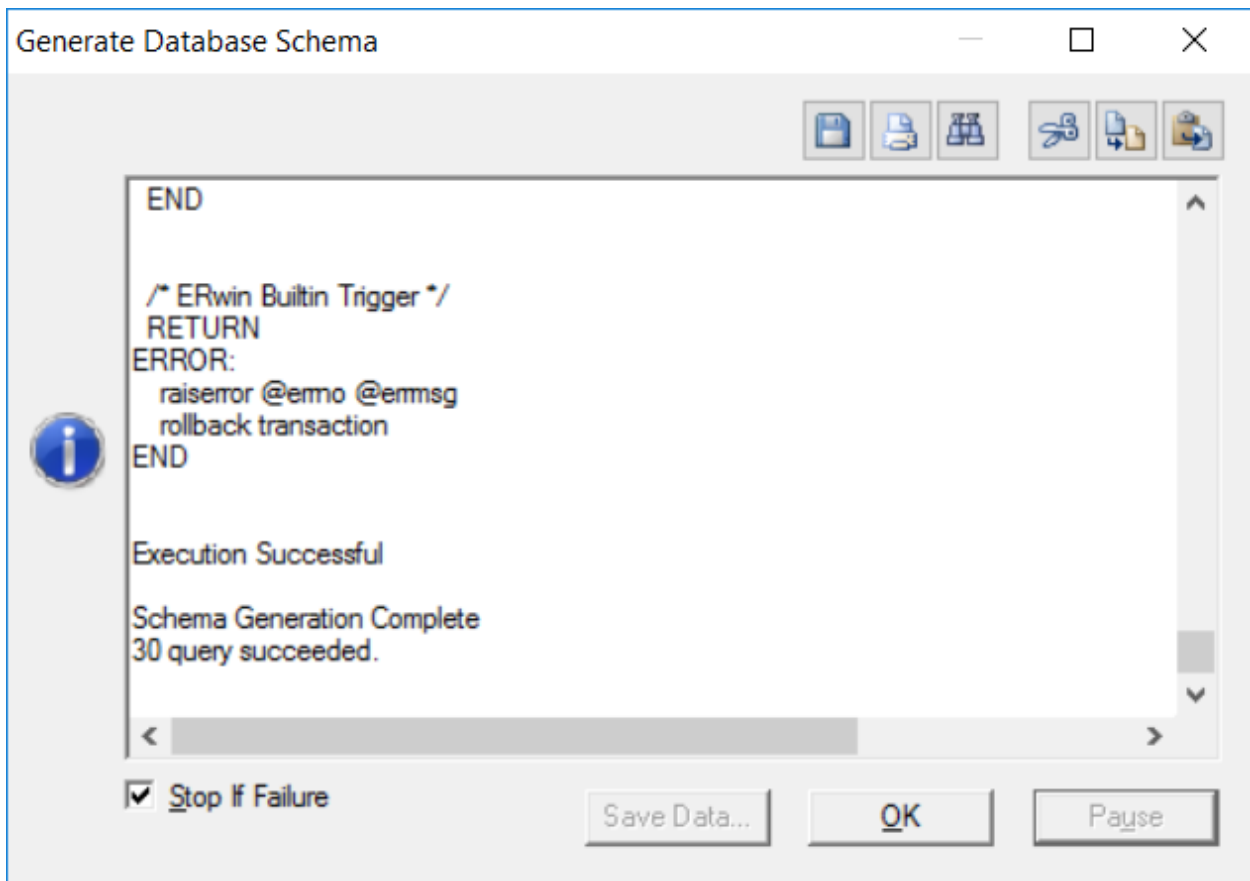 Generate Database Schema
END
/* ERwin Builtin Trigger */
RETURN
ERROR:
raiserror @errno @errmsg
rollback transaction
END
Execution Successful
Schema Generation Complete
30 query succeeded.
Stop If Failure
Save Data...
OK
Pause